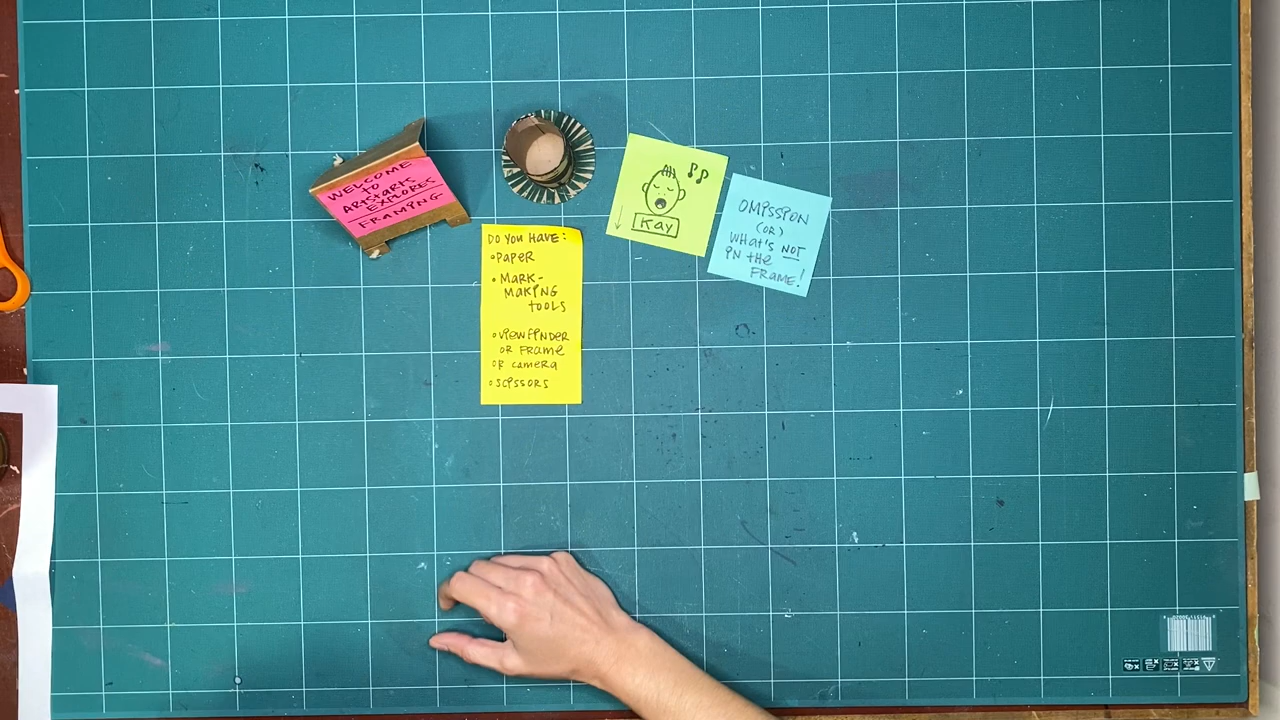 WELCOME
to
ARtStARtS
EXPLORES
FRAMING
DO YOU HAVE:
• PAPER
• MARK-
MAKING
tOOLS
• VIEWFINDER
OR FRAME
OR CAMERA
• SCISSORS
KAY
OMISSION
(OR)
WHAt'S NOT
IN tHE
FRAME!